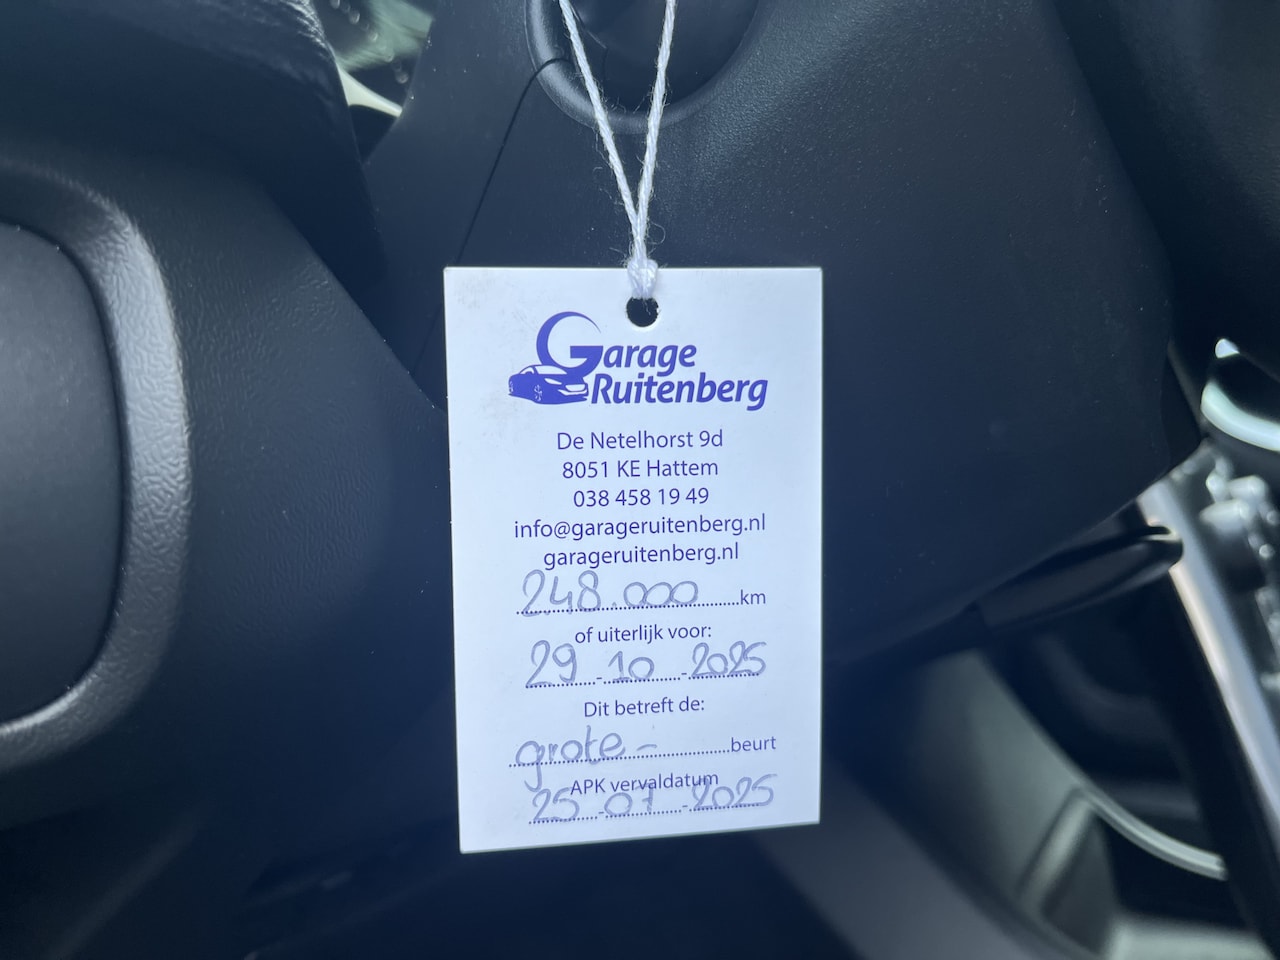 Garage
Ruitenberg
De Netelhorst 9d
8051 KE Hattem
038 458 19 49
info@garageruitenberg.nl
garageruitenberg.nl
248.000 km
of uiterlijk voor:
29-10-2025
Dit betreft de:
grote- beurt
APK vervaldatum
25-07-2025